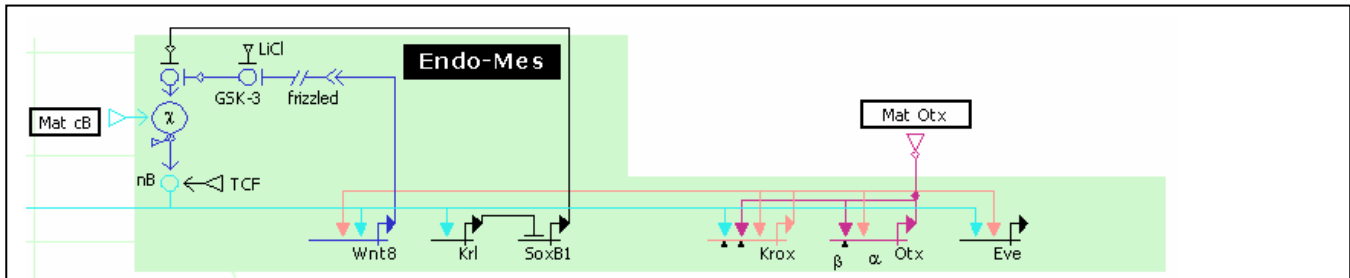 LiCl
Endo-Mes
GSK-3 frizzled
Mat cB
χ
Mat Otx
nB TCF
Wnt8 Krl SoxB1 Krox β α Otx Eve